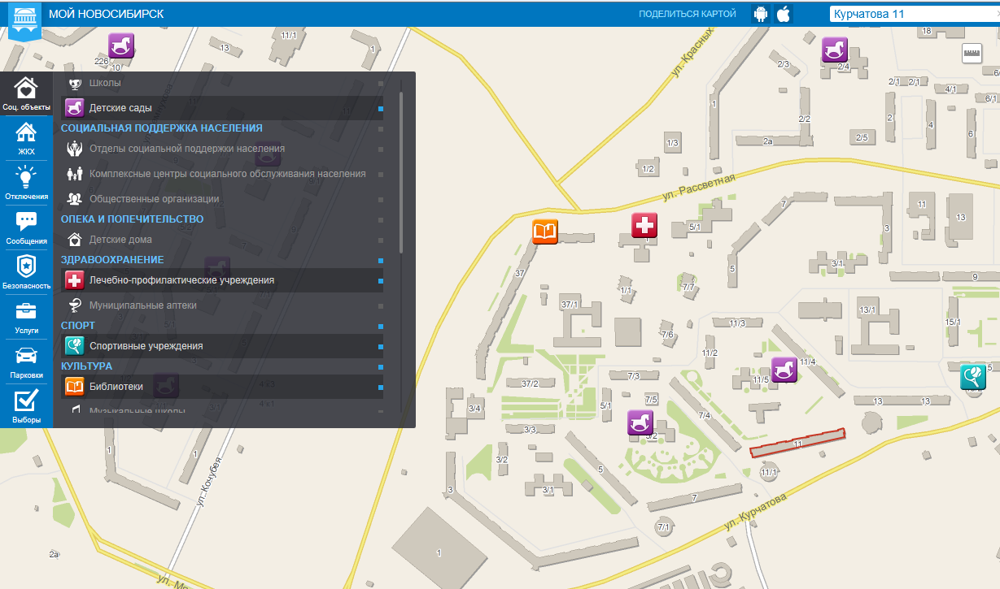 МОЙ НОВОСИБИРСК
ПОДЕЛИТЬСЯ КАРТОЙ
Курчатова 11
Соц. объекты
ЖКХ
Отключения
Сообщения
Безопасность
Услуги
Парковки
Выборы
Школы
Детские сады
СОЦИАЛЬНАЯ ПОДДЕРЖКА НАСЕЛЕНИЯ
Отделы социальной поддержки населения
Комплексные центры социального обслуживания населения
Общественные организации
ОПЕКА И ПОПЕЧИТЕЛЬСТВО
Детские дома
ЗДРАВООХРАНЕНИЕ
Лечебно-профилактические учреждения
Муниципальные аптеки
СПОРТ
Спортивные учреждения
КУЛЬТУРА
Библиотеки
Музыкальные школы
11/1
13
1
226
10
ул. Красных
18
2/3
2/4
2/1
2/1
4/1
6/1
1
2/2
2
4
6
2/5
2а
1/3
1/2
ул. Рассветная
7
11
13
5/1
3
37
5
3/1
9
1/1
7/7
37/1
11/3
13/1
15/1
7/6
11/2
11/4
11/5
37/2
7/3
5/1
7/5
13
13
3/4
7/4
3/3
5/2
11
3/2
5
11/1
3
3/1
7
ул. Курчатова
7/1
1
1
1
ул. Кочубея
2а
ул. М